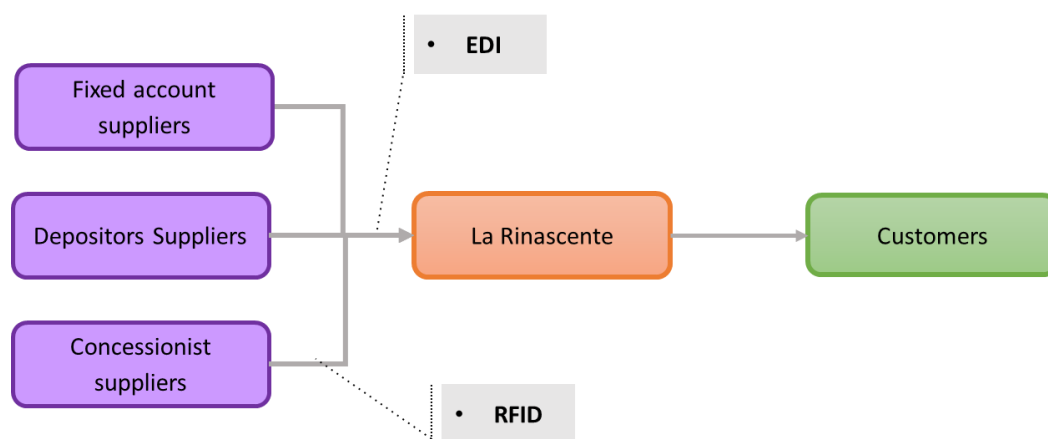 • EDI
Fixed account
suppliers
Depositors Suppliers
La Rinascente
Customers
Concessionist
suppliers
• RFID